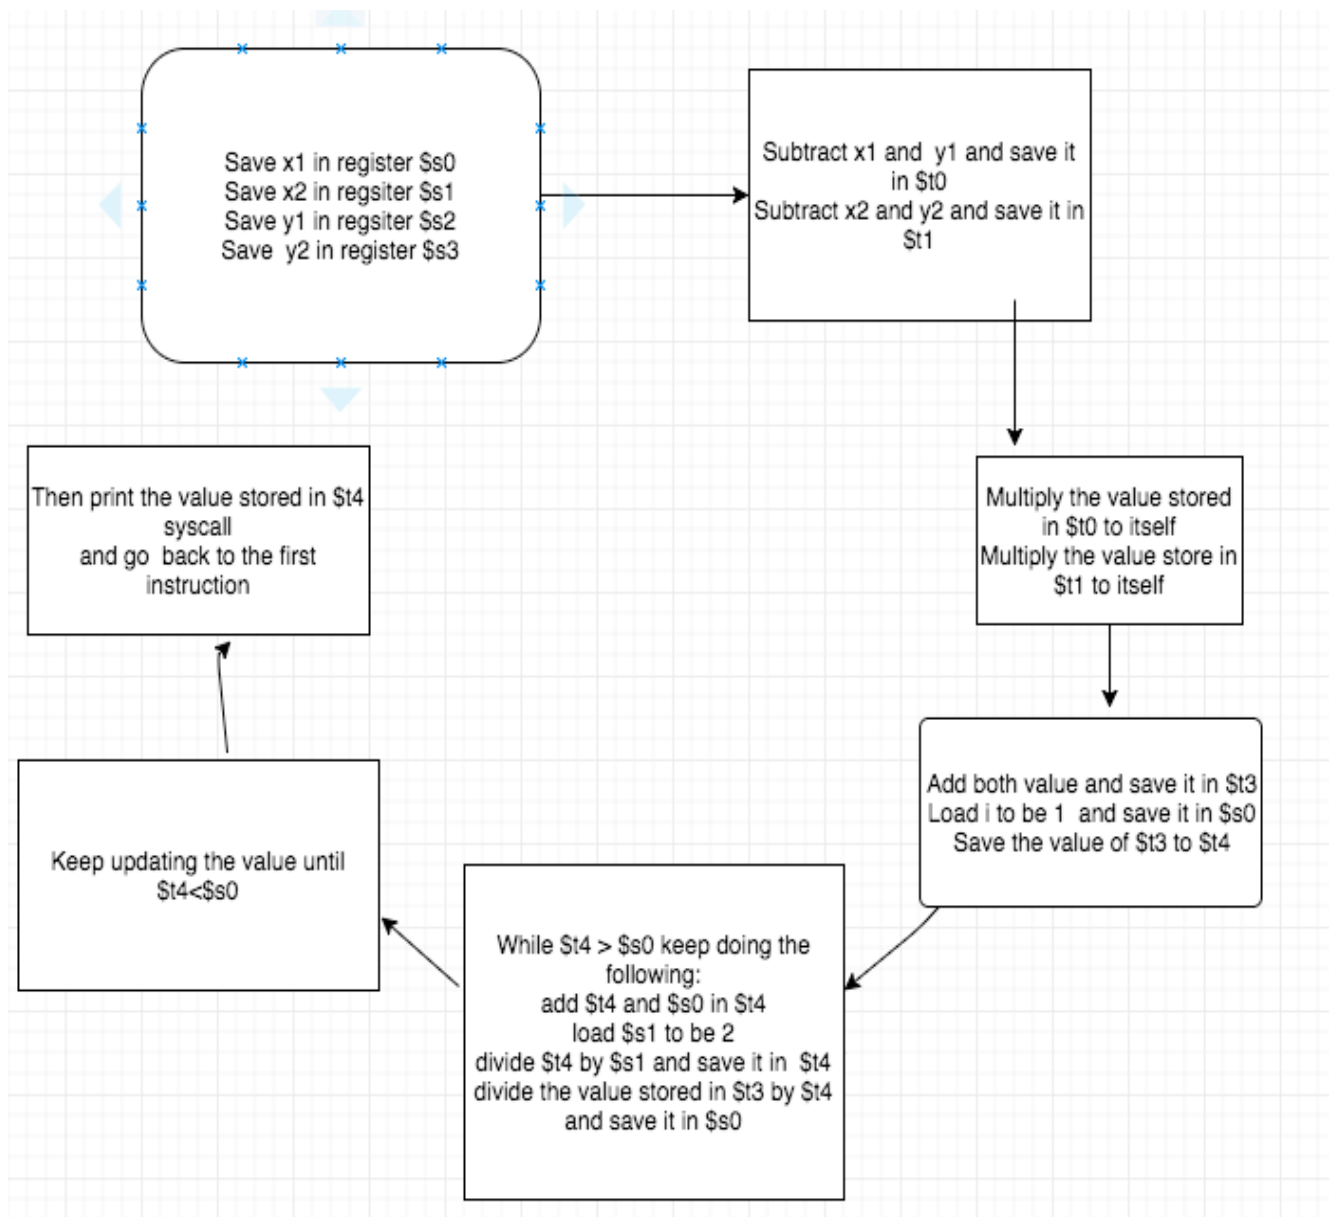 Save x1 in register $s0
Save x2 in regsiter $s1
Save y1 in regsiter $s2
Save y2 in register $s3
Subtract x1 and y1 and save it
in $t0
Subtract x2 and y2 and save it in
$t1
Multiply the value stored
in $t0 to itself
Multiply the value store in
$t1 to itself
Add both value and save it in $t3
Load i to be 1 and save it in $s0
Save the value of $t3 to $t4
While $t4 > $s0 keep doing the
following:
add $t4 and $s0 in $t4
load $s1 to be 2
divide $t4 by $s1 and save it in $t4
divide the value stored in $t3 by $t4
and save it in $s0
Keep updating the value until
$t4<$s0
Then print the value stored in $t4
syscall
and go back to the first
instruction